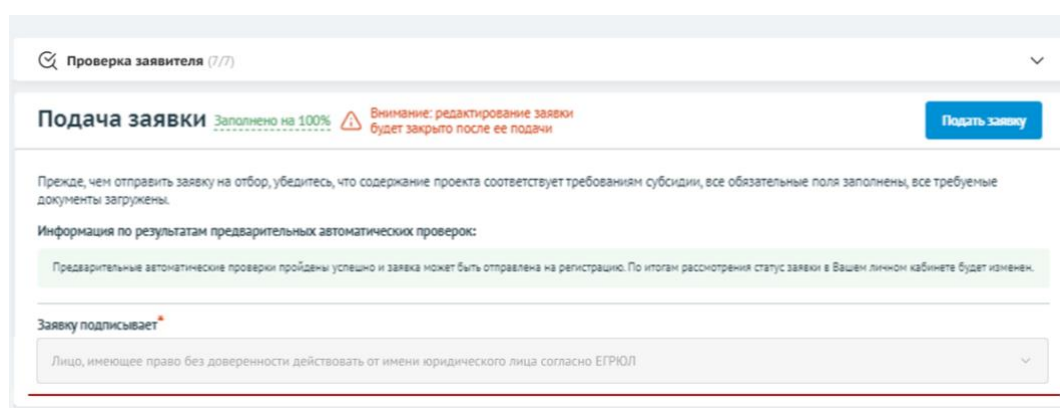 Проверка заявителя (7/7)
Подача заявки Заполнено на 100% Внимание: редактирование заявки
будет закрыто после ее подачи
Подать заявку
Прежде, чем отправить заявку на отбор, убедитесь, что содержание проекта соответствует требованиям субсидии, все обязательные поля заполнены, все требуемые
документы загружены.
Информация по результатам предварительных автоматических проверок:
Предварительные автоматические проверки пройдены успешно и заявка может быть отправлена на регистрацию. По итогам рассмотрения статус заявки в Вашем личном кабинете будет изменен.
Заявку подписывает*
Лицо, имеющее право без доверенности действовать от имени юридического лица согласно ЕГРЮЛ